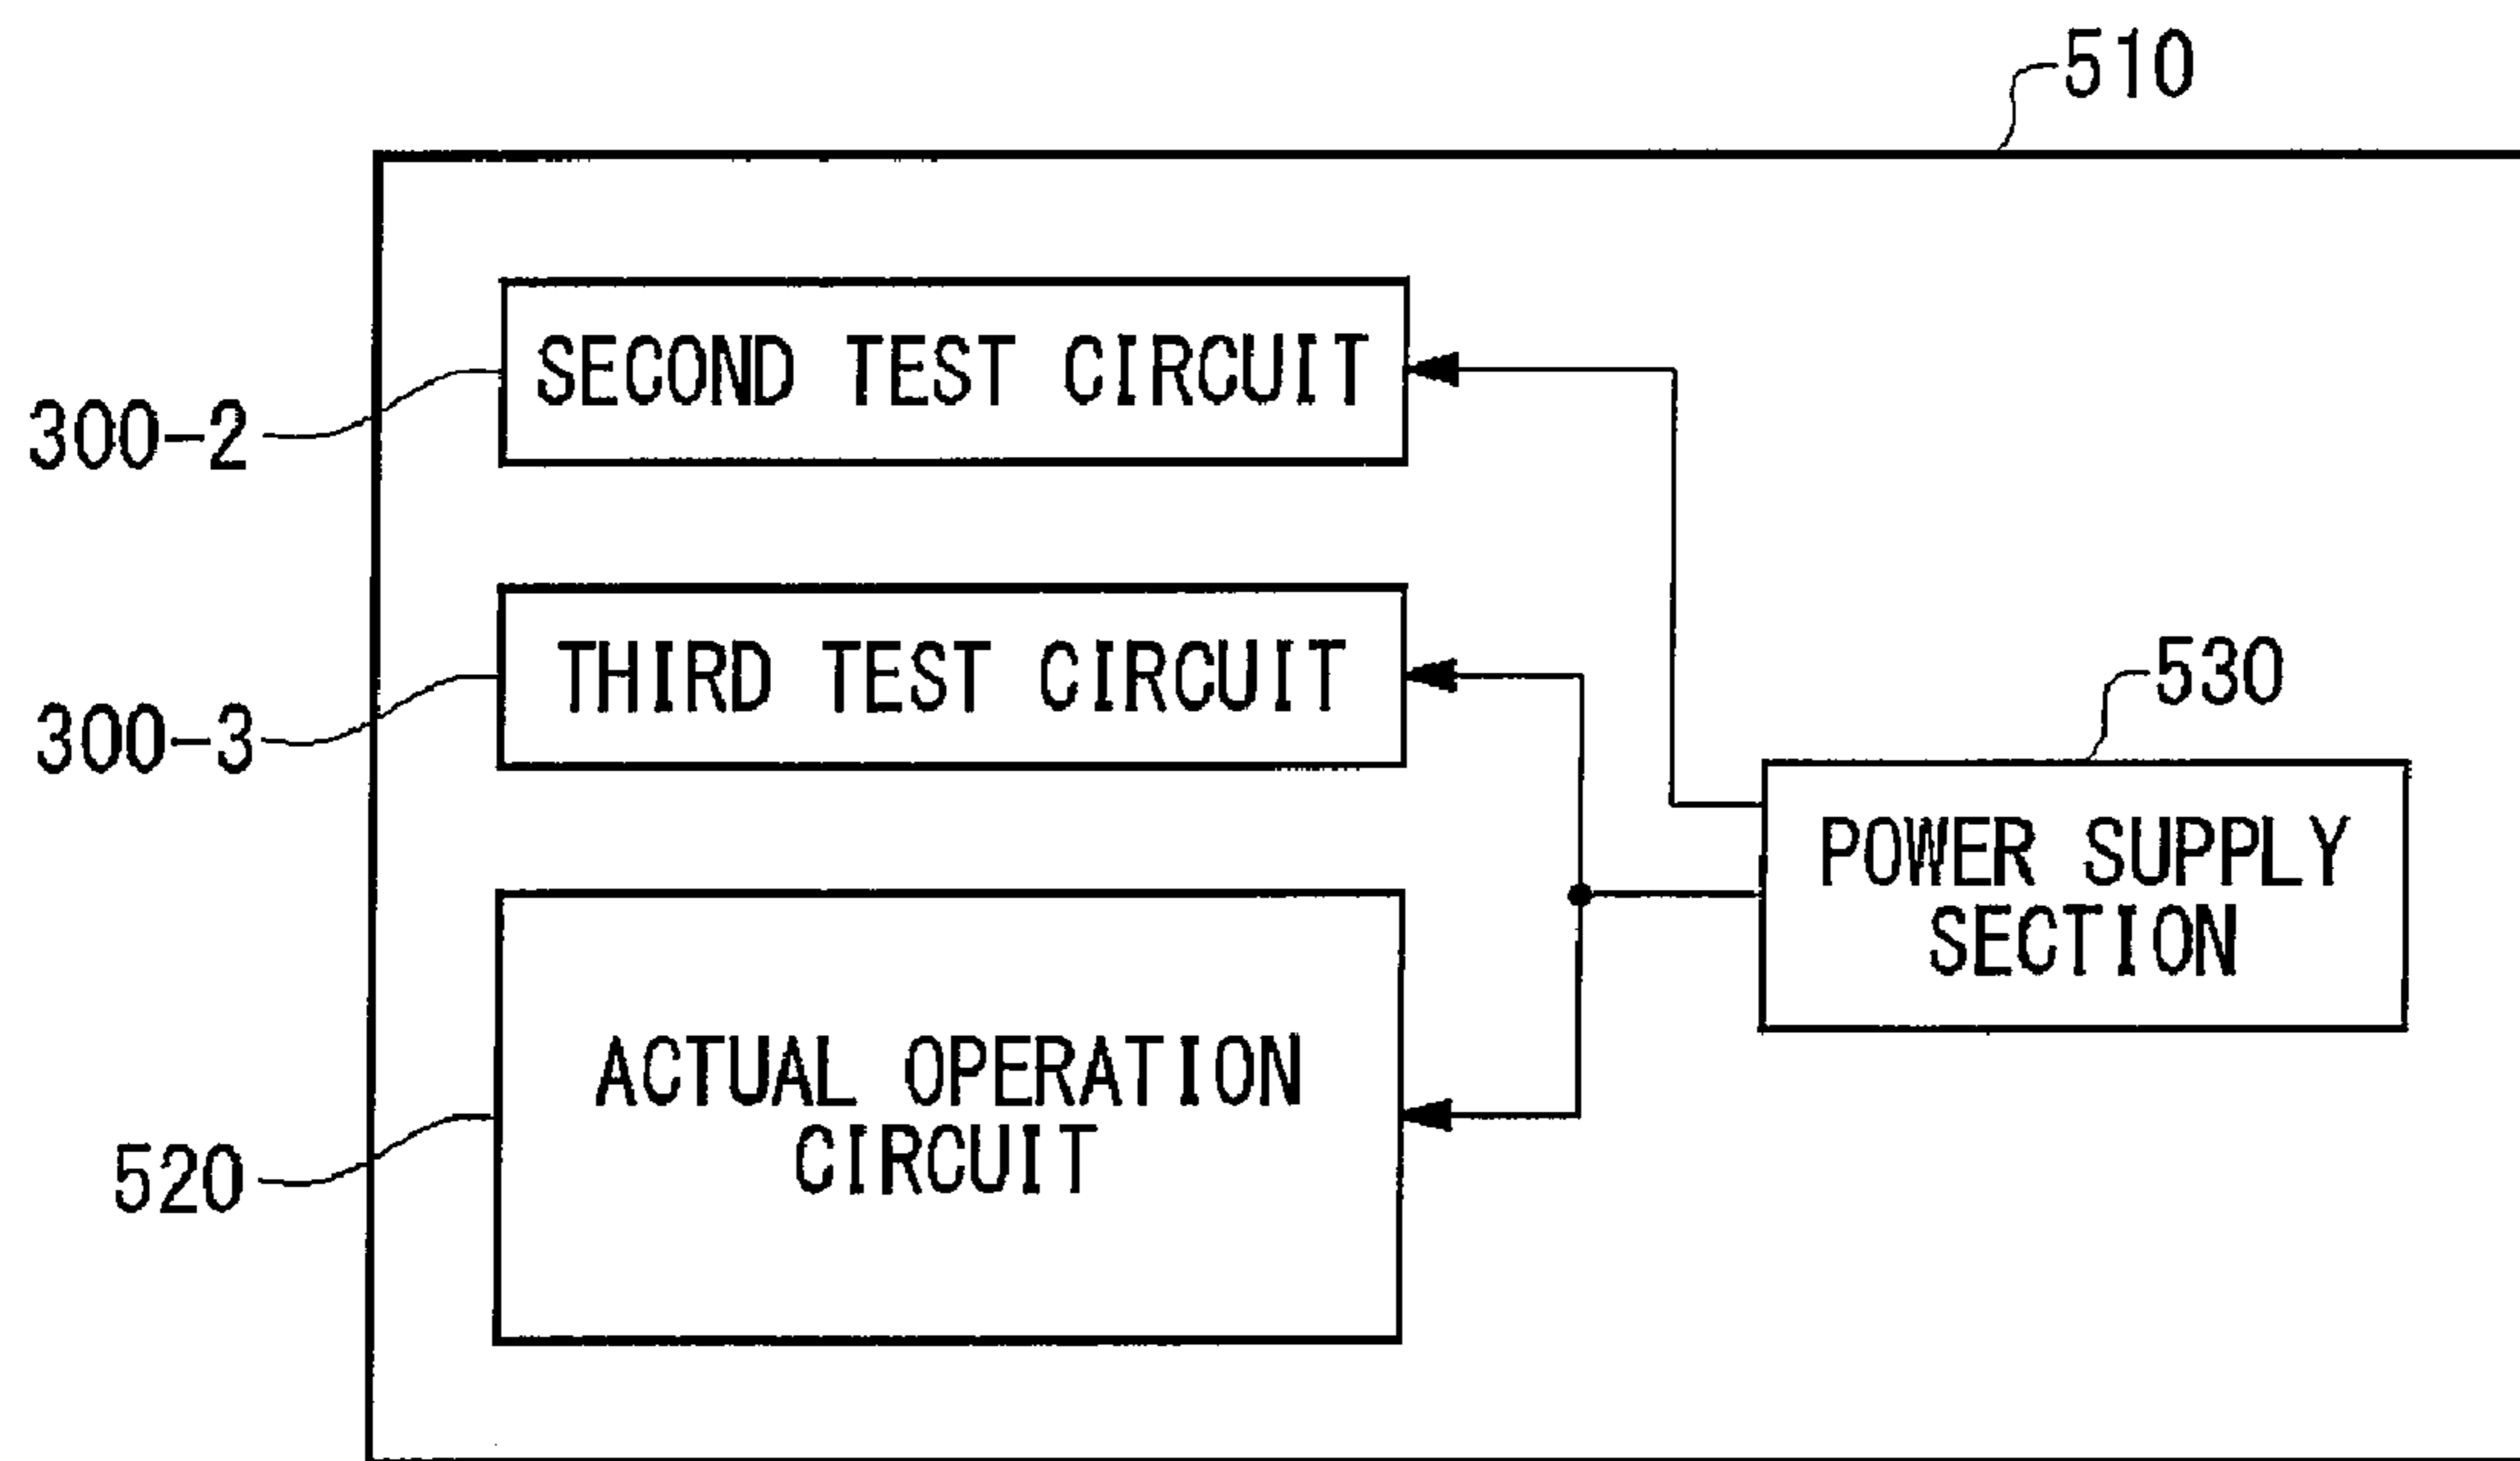 510
SECOND TEST CIRCUIT
300-2
THIRD TEST CIRCUIT
300-3
530
POWER SUPPLY
SECTION
ACTUAL OPERATION
CIRCUIT
520